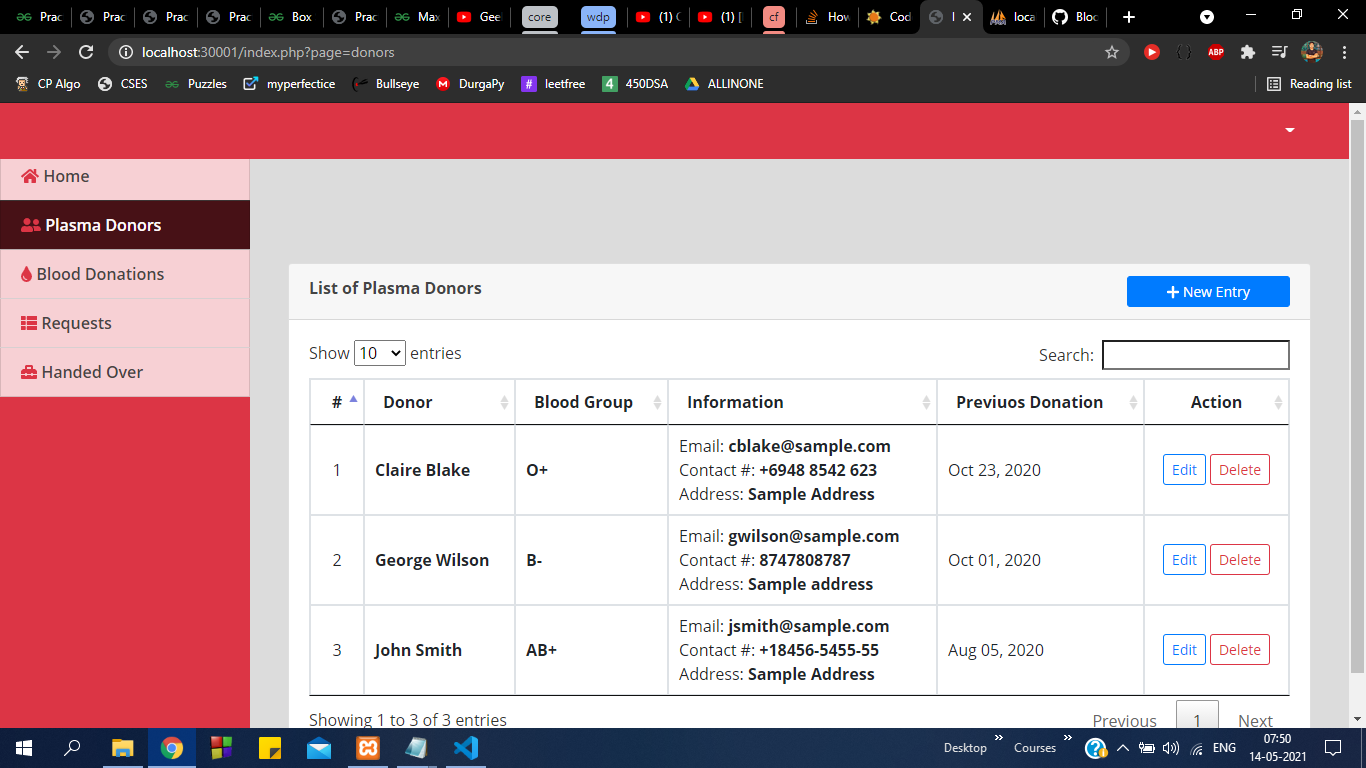 Prac Prac Prac Prac Box Prac Max Gee core wdp (1) (1) [ cf How Cod loca Bloc
localhost:30001/index.php?page=donors ABP
CP Algo CSES Puzzles myperfectice Bullseye DurgaPy # leetfree 4 450DSA ALLINONE Reading list
Home
Plasma Donors
Blood Donations
Requests
Handed Over
List of Plasma Donors
New Entry
Show 10 entries
Search:
# Donor Blood Group Information Previuos Donation Action
1 Claire Blake O+ Email: cblake@sample.com
Contact #: +6948 8542 623
Address: Sample Address
Oct 23, 2020 Edit Delete
2 George Wilson B- Email: gwilson@sample.com
Contact #: 8747808787
Address: Sample address
Oct 01, 2020 Edit Delete
3 John Smith AB+ Email: jsmith@sample.com
Contact #: +18456-5455-55
Address: Sample Address
Aug 05, 2020 Edit Delete
Showing 1 to 3 of 3 entries
Previous 1 Next
Desktop » Courses » ENG
07:50
14-05-2021